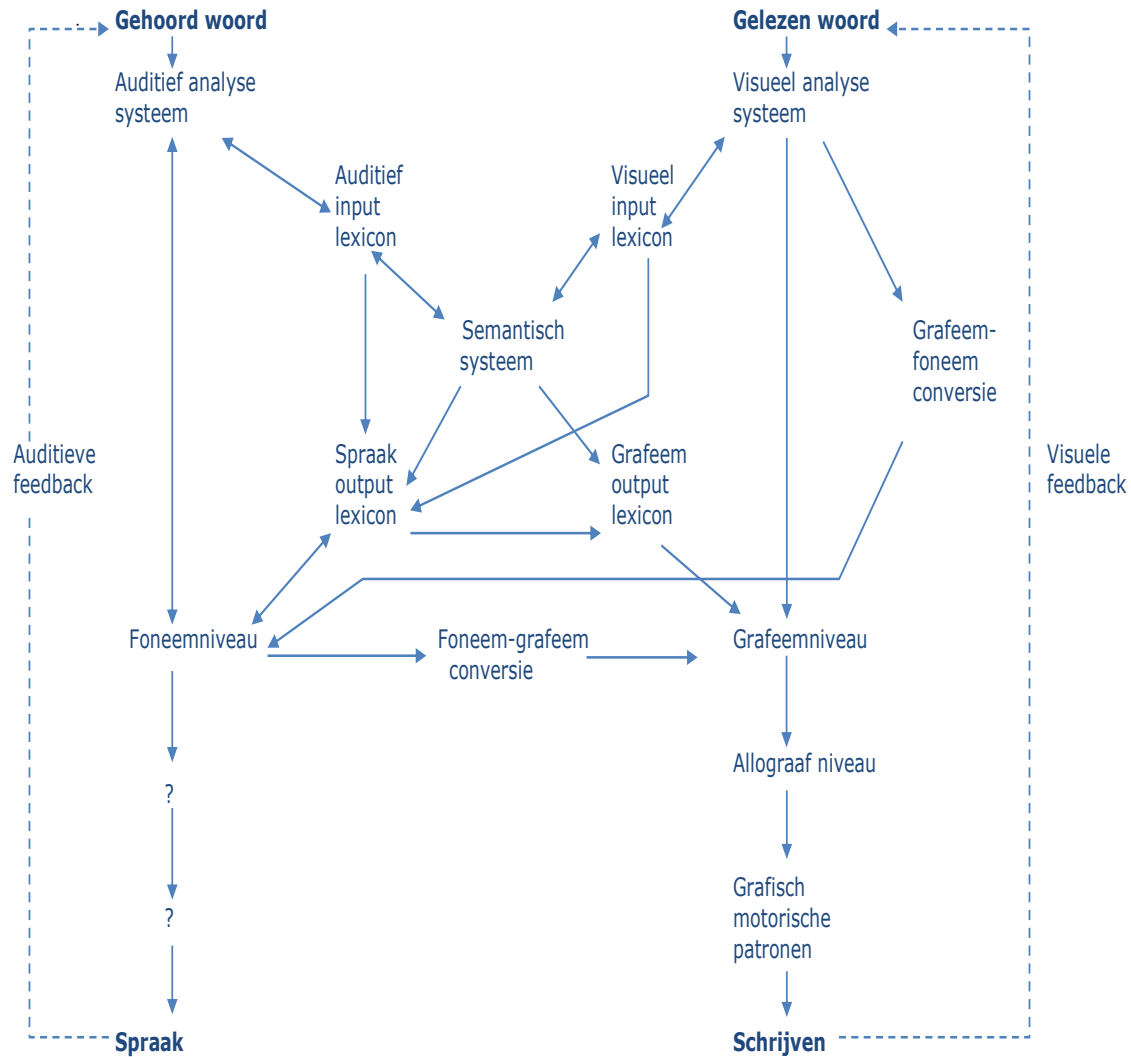 Gehoord woord
Gelezen woord
Auditief analyse
systeem
Visueel analyse
systeem
Auditief
input
lexicon
Visueel
input
lexicon
Semantisch
systeem
Grafeem-
foneem
conversie
Auditieve
feedback
Spraak
output
lexicon
Grafeem
output
lexicon
Visuele
feedback
Foneemniveau
Foneem-grafeem
conversie
Grafeemniveau
Allograaf niveau
?
Grafisch
motorische
patronen
?
Spraak
Schrijven